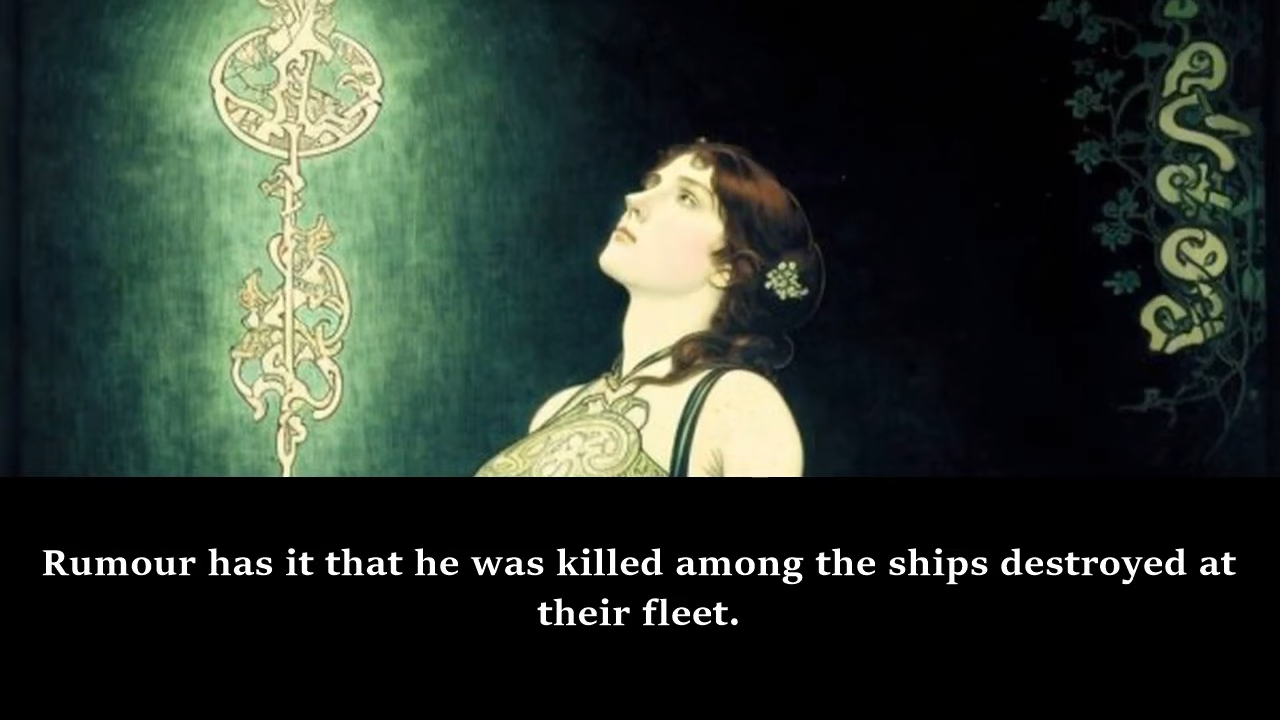 Rumour has it that he was killed among the ships destroyed at
their fleet.